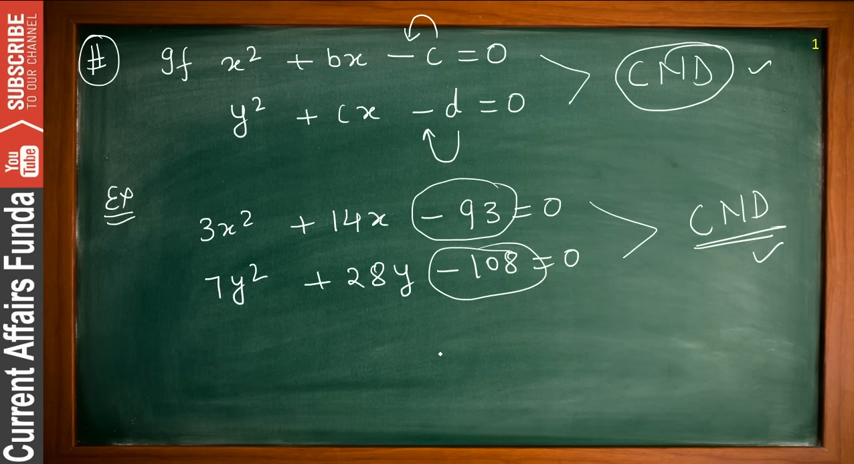 1
# If x² + bx − c = 0 > CND ✓
y² + cx − d = 0
Ex
3x² + 14x − 93 = 0 > CND ✓
7y² + 28y − 108 = 0
SUBSCRIBE
TO OUR CHANNEL
You Tube
Current Affairs Funda